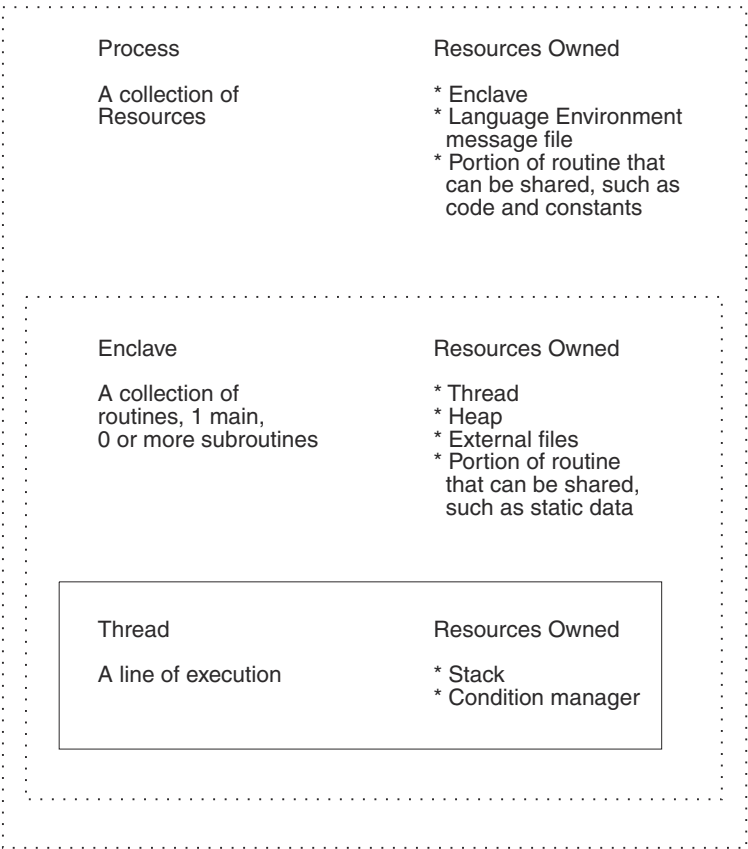 Process
A collection of
Resources
Resources Owned
* Enclave
* Language Environment
message file
* Portion of routine that
can be shared, such as
code and constants
Enclave
A collection of
routines, 1 main,
0 or more subroutines
Resources Owned
* Thread
* Heap
* External files
* Portion of routine
that can be shared,
such as static data
Thread
A line of execution
Resources Owned
* Stack
* Condition manager